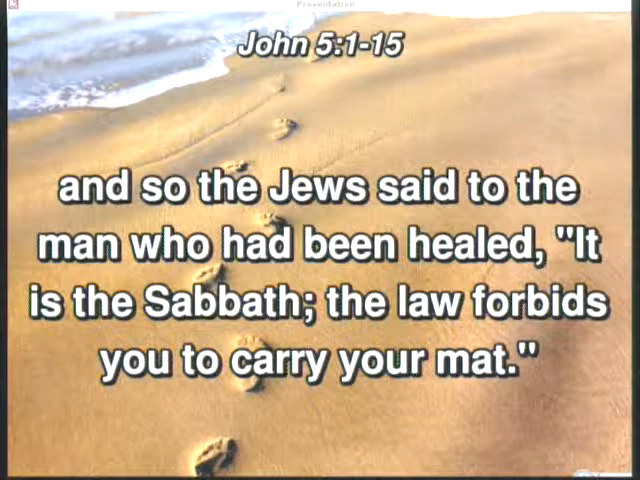 Presentation
John 5:1-15
and so the Jews said to the
man who had been healed, "It
is the Sabbath; the law forbids
you to carry your mat."